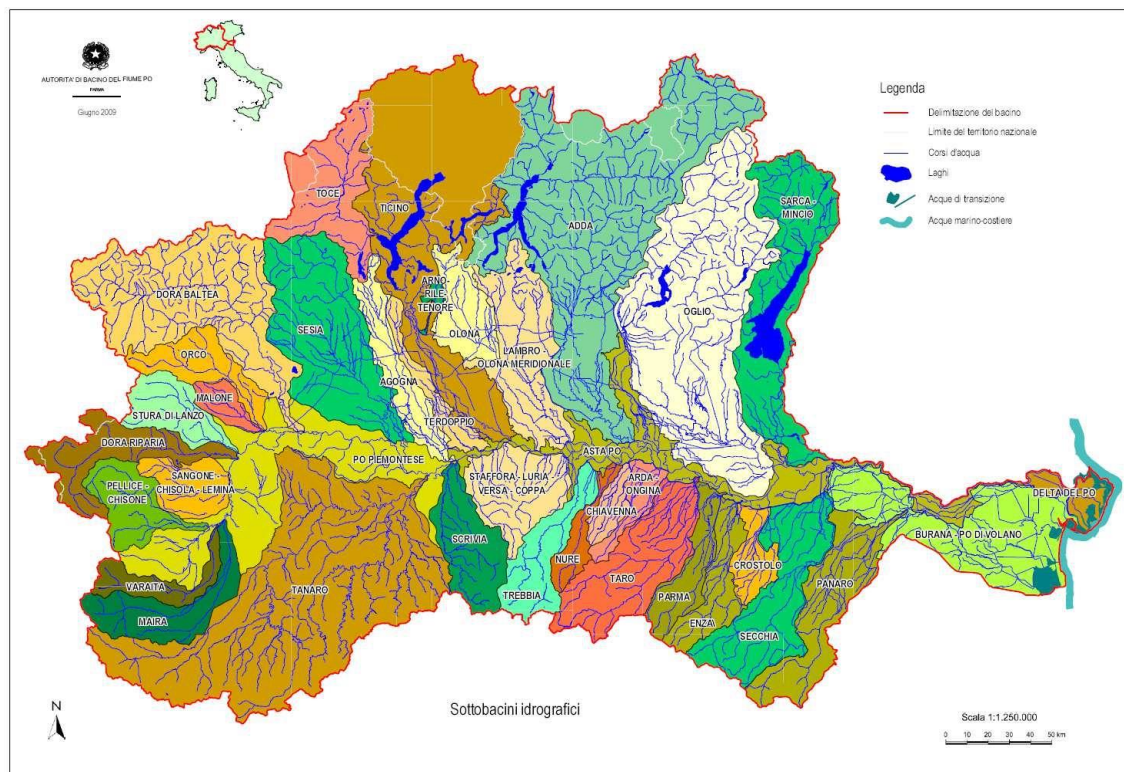 AUTORITA' DI BACINO DEL FIUME PO
PARMA
Giugno 2009
Legenda
Delimitazione del bacino
Limite del territorio nazionale
Corsi d'acqua
Laghi
Acque di transizione
Acque marino-costiere
TOCE
TICINO
ADDA
SARCA -
MINCIO
DORA BALTEA
SESIA
ARNO-
RILE-
TENORE
OLONA
OGLIO
LAMBRO -
OLONA MERIDIONALE
ORCO
MALONE
AGOGNA
STURA DI LANZO
TERDOPPIO
DORA RIPARIA
PO PIEMONTESE
ASTA PO
SANGONE -
CHISOLA - LEMINA
PELLICE -
CHISONE
STAFFORA - LURIA -
VERSA - COPPA
ARDA -
ONGINA
CHIAVENNA
DELTA DEL PO
BURANA - PO DI VOLANO
SCRIVIA
NURE
CROSTOLO
PANARO
VARAITA
TANARO
TREBBIA
TARO
PARMA
MAIRA
ENZA
SECCHIA
N
Sottobacini idrografici
Scala 1:1.250.000
0 10 20 30 40 50 km